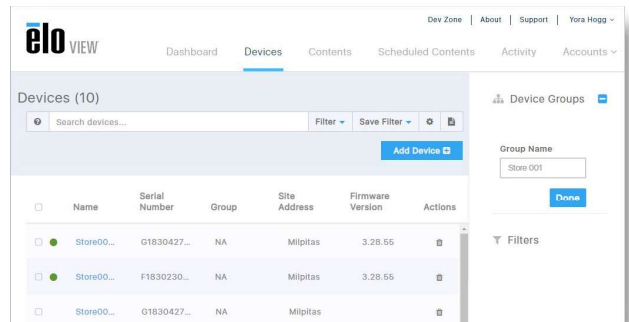 Dev Zone About Support Yora Hogg
elo VIEW
Dashboard Devices Contents Scheduled Contents Activity Accounts
Devices (10)
Search devices... Filter Save Filter
Add Device
Name Serial Number Group Site Address Firmware Version Actions
Store00... G1830427... NA Milpitas 3.28.55
Store00... F1830230... NA Milpitas 3.28.55
Store00... G1830427... NA Milpitas
Device Groups
Group Name
Store 001
Done
Filters